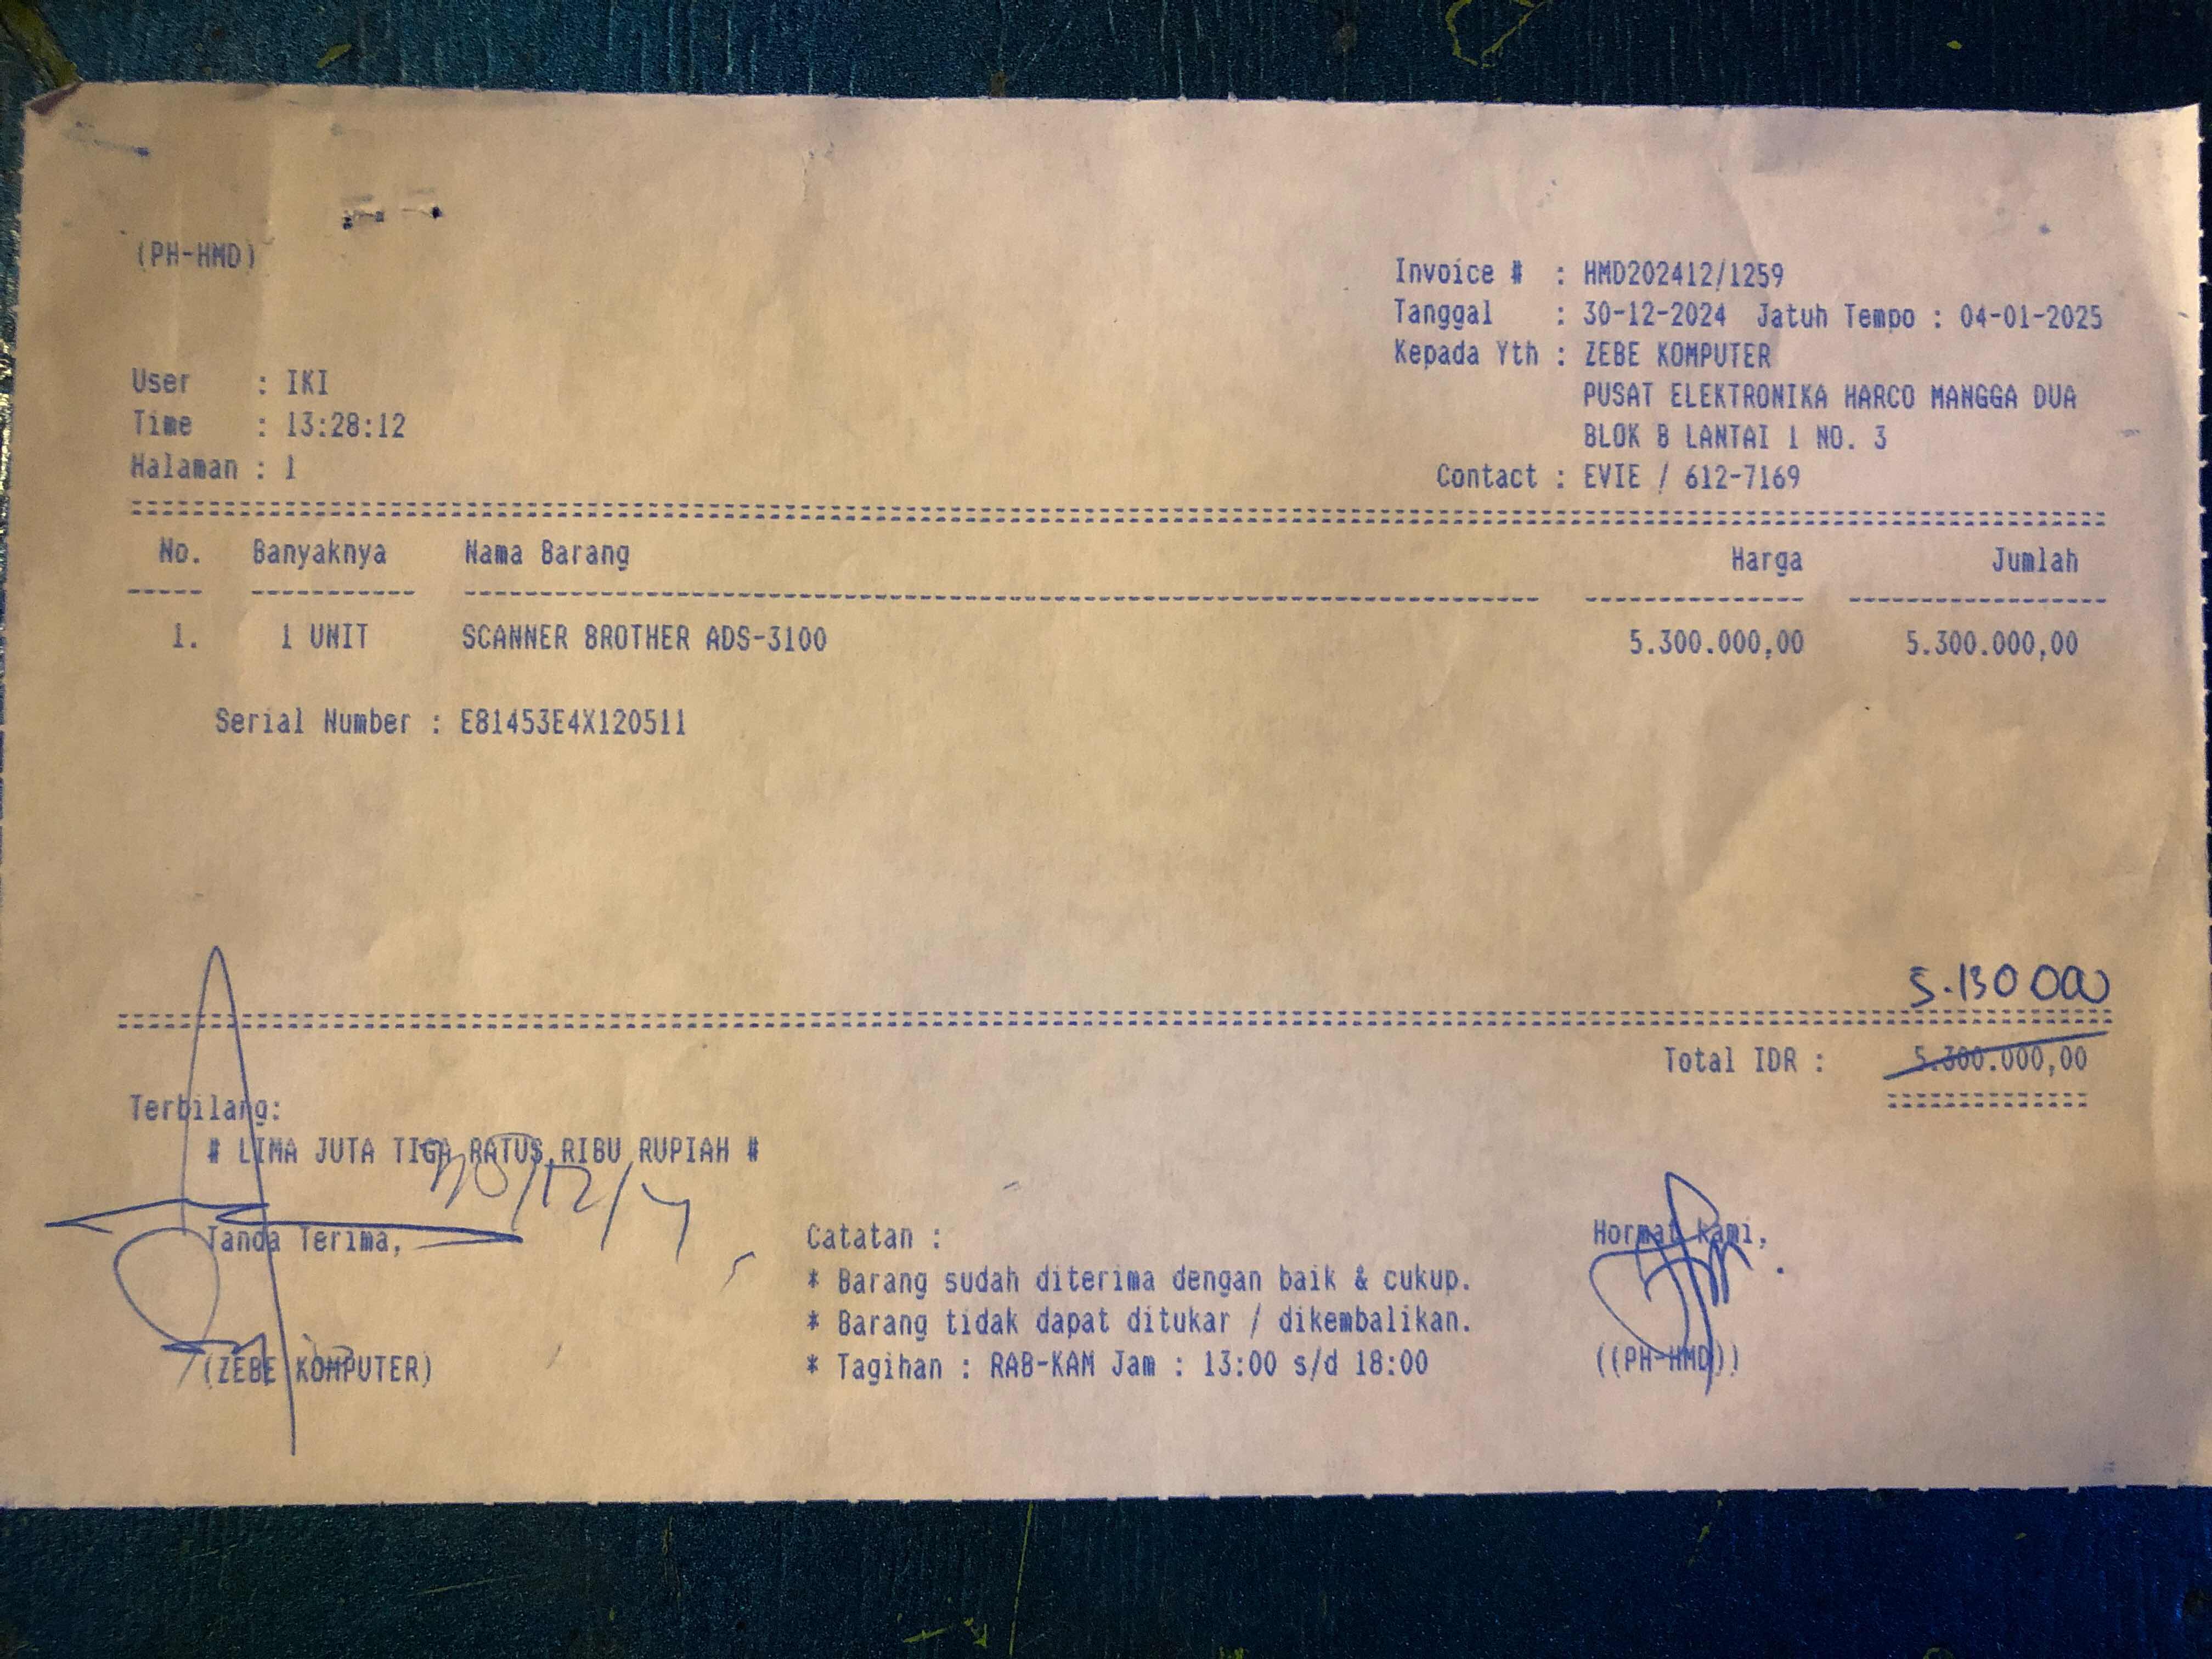 (PH-HMD)
Invoice # : HMD202412/1259
Tanggal : 30-12-2024 Jatuh Tempo : 04-01-2025
Kepada Yth : ZEBE KOMPUTER
PUSAT ELEKTRONIKA HARCO MANGGA DUA
BLOK B LANTAI 1 NO. 3
Contact : EVIE / 612-7169
User : IKI
Time : 13:28:12
Halaman : 1
No. Banyaknya Nama Barang Harga Jumlah
1. 1 UNIT SCANNER BROTHER ADS-3100 5.300.000,00 5.300.000,00
Serial Number : E81453E4X120511
5.130 000
Total IDR : 5.300.000,00
Terbilang:
# LIMA JUTA TIGA RATUS RIBU RUPIAH #
Tanda Terima,
(ZEBE KOMPUTER)
Catatan :
* Barang sudah diterima dengan baik & cukup.
* Barang tidak dapat ditukar / dikembalikan.
* Tagihan : RAB-KAM Jam : 13:00 s/d 18:00
Hormat kami,
((PH-HMD))